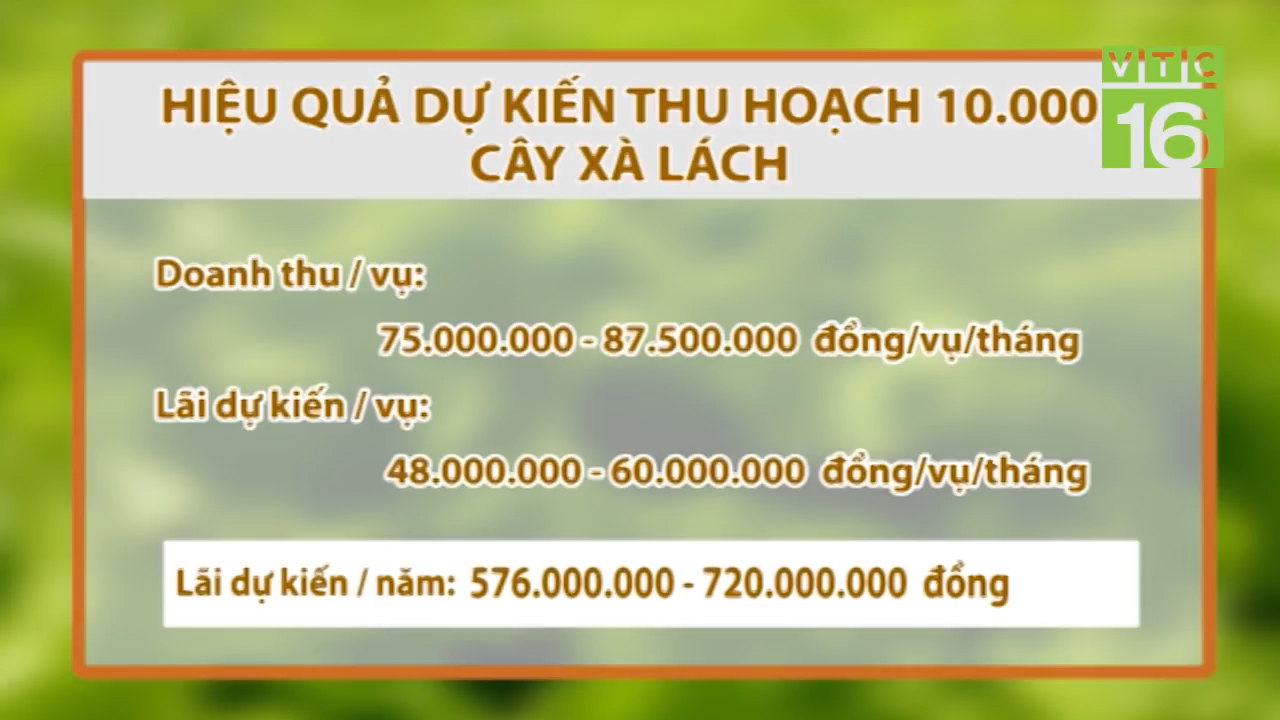 VTC
16
HIỆU QUẢ DỰ KIẾN THU HOẠCH 10.000
CÂY XÀ LÁCH
Doanh thu / vụ:
75.000.000 - 87.500.000 đồng/vụ/tháng
Lãi dự kiến / vụ:
48.000.000 - 60.000.000 đồng/vụ/tháng
Lãi dự kiến / năm: 576.000.000 - 720.000.000 đồng